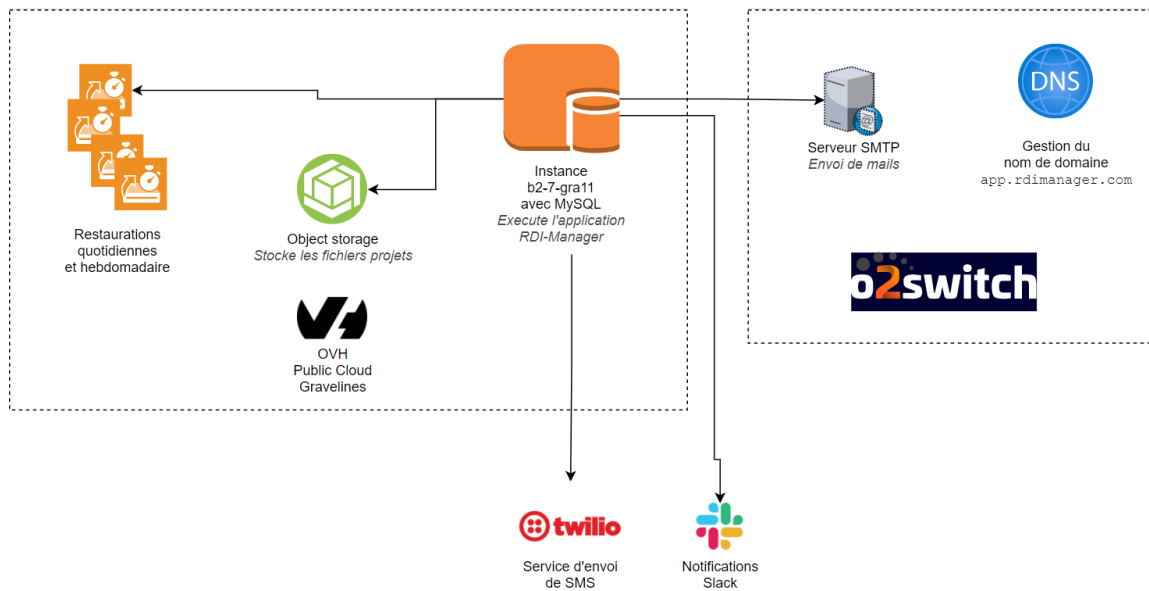 Restaurations
quotidiennes
et hebdomadaire
Object storage
Stocke les fichiers projets
OVH
Public Cloud
Gravelines
Instance
b2-7-gra11
avec MySQL
Execute l'application
RDI-Manager
Serveur SMTP
Envoi de mails
DNS
Gestion du
nom de domaine
app.rdimanager.com
o2switch
twilio
Service d'envoi
de SMS
Notifications
Slack